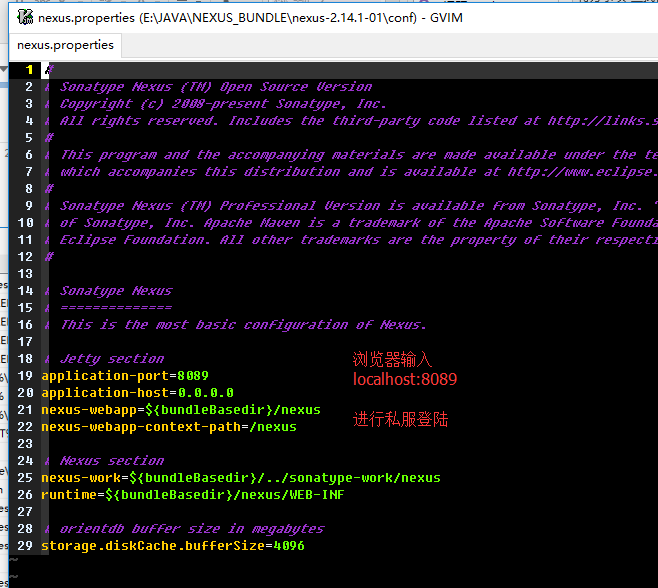 nexus.properties (E:\JAVA\NEXUS_BUNDLE\nexus-2.14.1-01\conf) - GVIM
nexus.properties
1 #
2 # Sonatype Nexus (TM) Open Source Version
3 # Copyright (c) 2008-present Sonatype, Inc.
4 # All rights reserved. Includes the third-party code listed at http://links.s
5 #
6 # This program and the accompanying materials are made available under the te
7 # which accompanies this distribution and is available at http://www.eclipse.
8 #
9 # Sonatype Nexus (TM) Professional Version is available from Sonatype, Inc. "
10 # of Sonatype, Inc. Apache Maven is a trademark of the Apache Software Founda
11 # Eclipse Foundation. All other trademarks are the property of their respecti
12 #
13
14 # Sonatype Nexus
15 # ==============
16 # This is the most basic configuration of Nexus.
17
18 # Jetty section
19 application-port=8089
20 application-host=0.0.0.0
21 nexus-webapp=${bundleBasedir}/nexus
22 nexus-webapp-context-path=/nexus
23
24 # Nexus section
25 nexus-work=${bundleBasedir}/../sonatype-work/nexus
26 runtime=${bundleBasedir}/nexus/WEB-INF
27
28 # orientdb buffer size in megabytes
29 storage.diskCache.bufferSize=4096
~
~
浏览器输入
localhost:8089
进行私服登陆